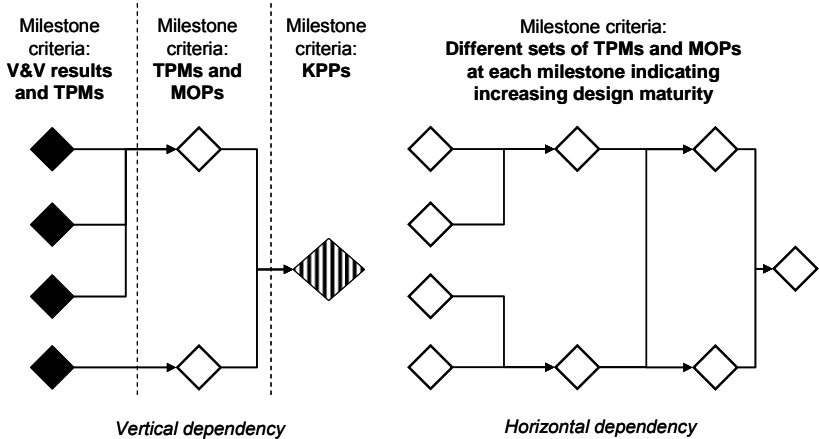 Milestone
criteria:
V&V results
and TPMs
Milestone
criteria:
TPMs and
MOPs
Milestone
criteria:
KPPs
Milestone criteria:
Different sets of TPMs and MOPs
at each milestone indicating
increasing design maturity
Vertical dependency
Horizontal dependency